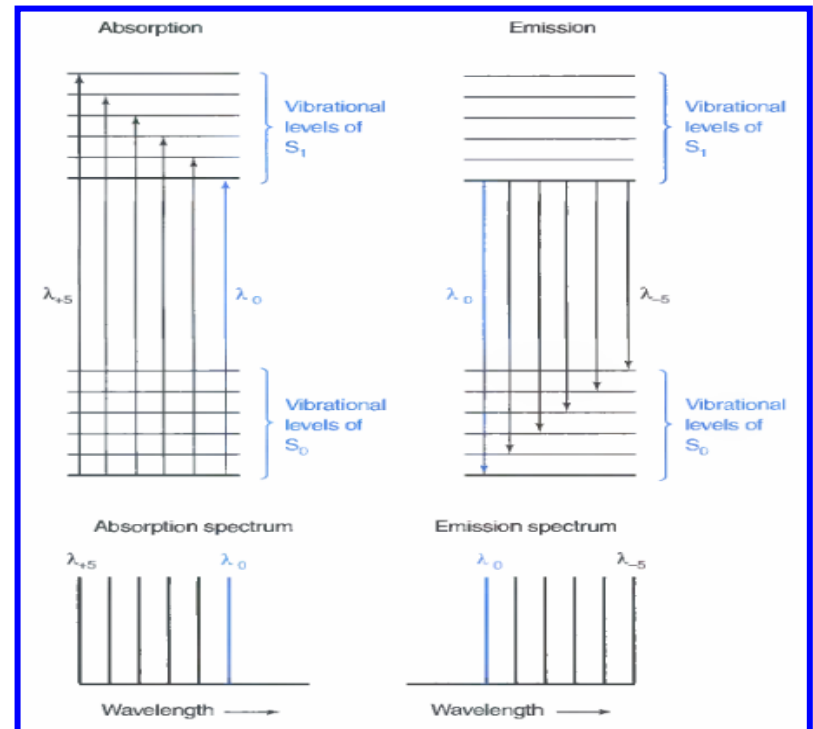 Absorption
Emission
Vibrational
levels of
S1
Vibrational
levels of
S1
λ+5
λ0
λ0
λ–5
Vibrational
levels of
S0
Vibrational
levels of
S0
Absorption spectrum
Emission spectrum
λ+5
λ0
λ0
λ–5
Wavelength →
Wavelength →